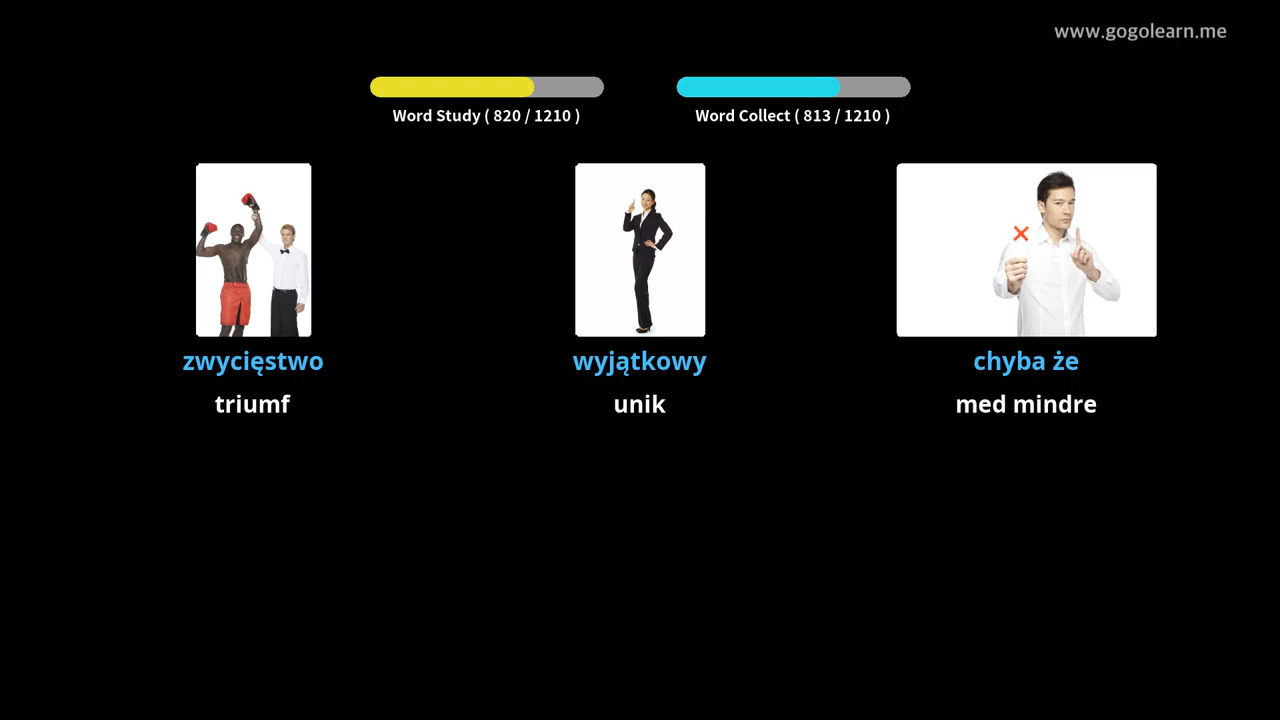 www.gogolearn.me
Word Study ( 820 / 1210 )
Word Collect ( 813 / 1210 )
zwycięstwo
triumf
wyjątkowy
unik
chyba że
med mindre